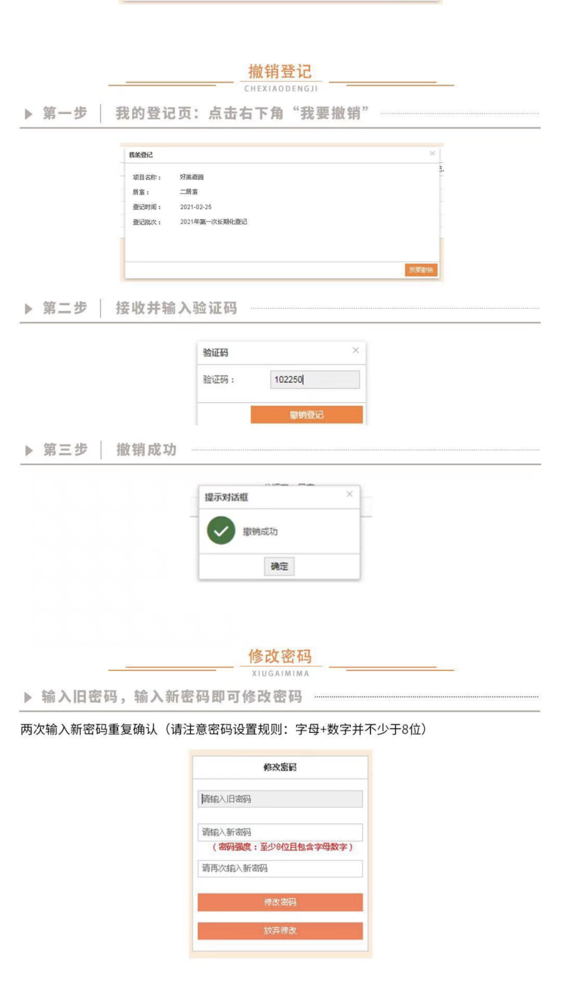 撤销登记
CHEXIAODENGJI
第一步 我的登记页：点击右下角“我要撤销”
我的登记 ×
项目名称： 好美嘉园
居室： 二居室
登记时间： 2021-02-25
登记批次： 2021年第一次长期化登记
我要撤销
第二步 接收并输入验证码
验证码 ×
验证码： 102250
撤销登记
第三步 撤销成功
提示对话框 ×
撤销成功
确定
修改密码
XIUGAIMIMA
输入旧密码，输入新密码即可修改密码
两次输入新密码重复确认（请注意密码设置规则：字母+数字并不少于8位）
修改密码
请输入旧密码
请输入新密码
（密码强度：至少8位且包含字母数字）
请再次输入新密码
修改密码
放弃修改